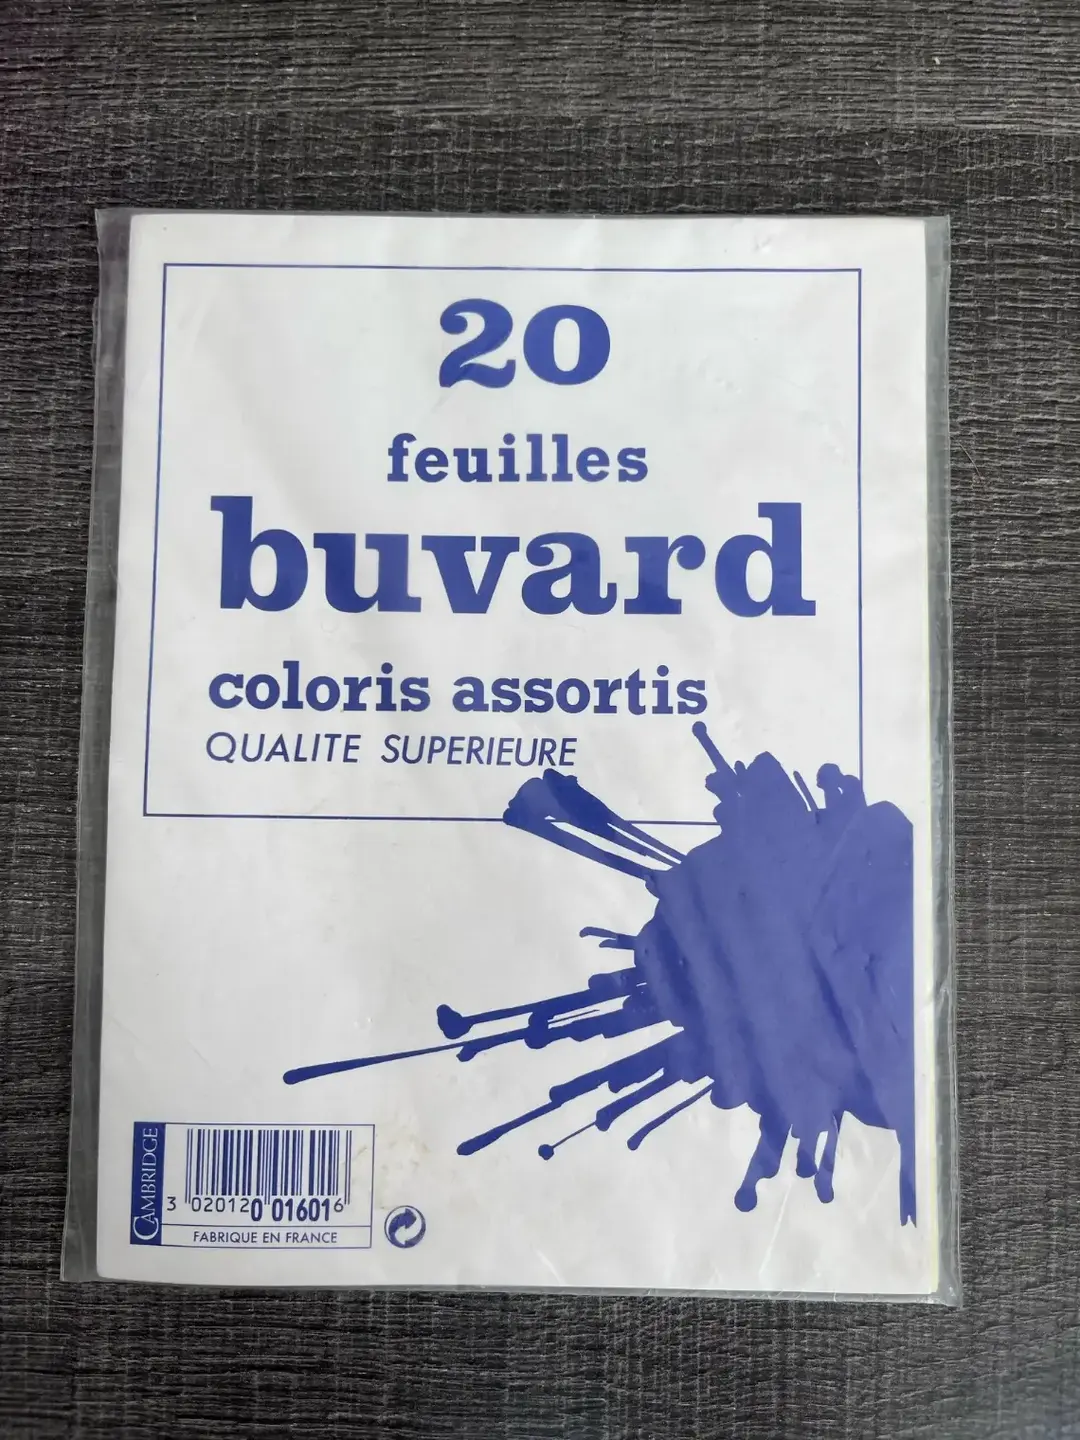 20
feuilles
buvard
coloris assortis
QUALITE SUPERIEURE
CAMBRIDGE
3 020120 016016
FABRIQUE EN FRANCE